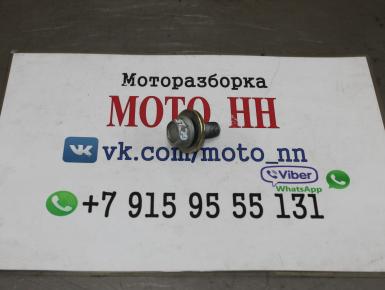 Моторазборка
МОТО НН
vk.com/moto_nn
Viber
WhatsApp
+7 915 95 55 131